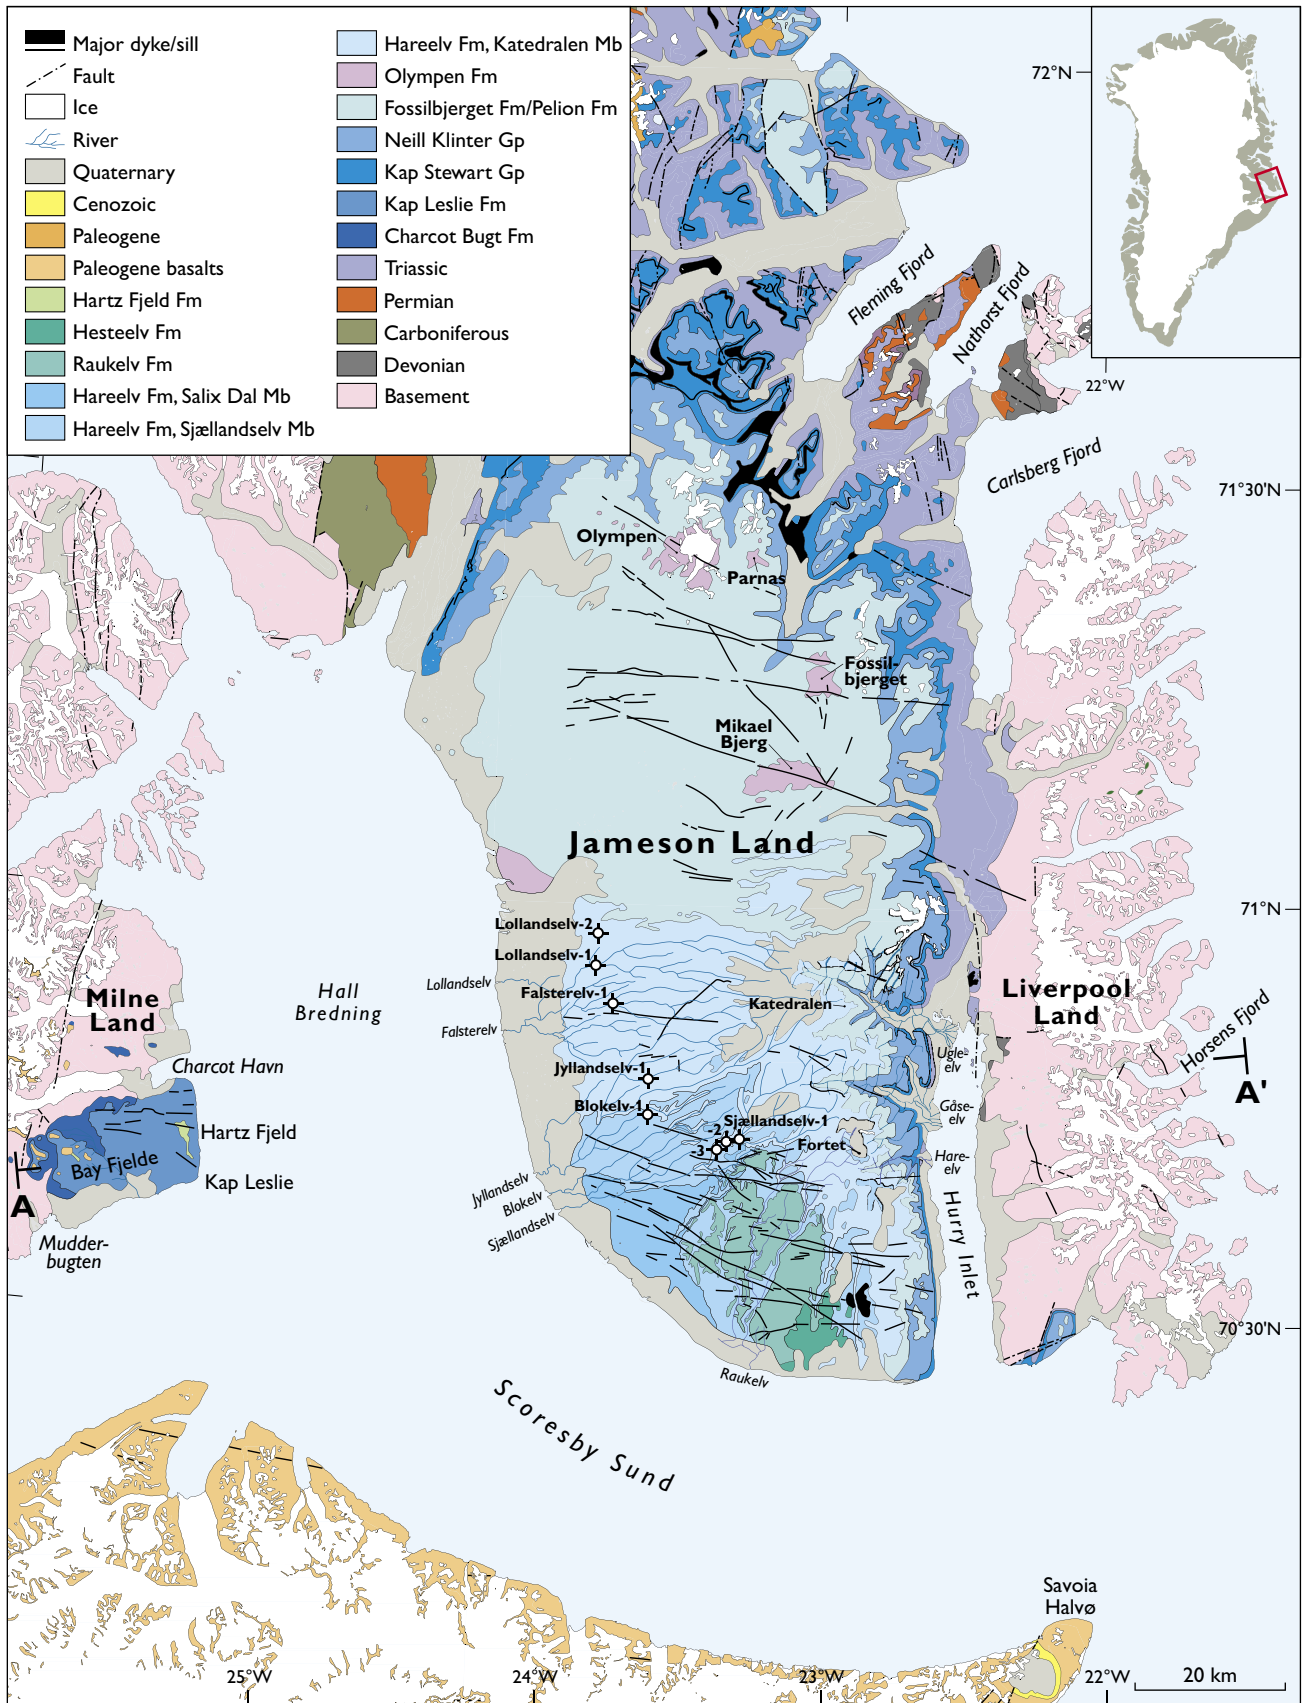 Major dyke/sill
Fault
Ice
River
Quaternary
Cenozoic
Paleogene
Paleogene basalts
Hartz Fjeld Fm
Hesteelv Fm
Raukelv Fm
Hareelv Fm, Salix Dal Mb
Hareelv Fm, Sjællandselv Mb
Hareelv Fm, Katedralen Mb
Olympen Fm
Fossilbjerget Fm/Pelion Fm
Neill Klinter Gp
Kap Stewart Gp
Kap Leslie Fm
Charcot Bugt Fm
Triassic
Permian
Carboniferous
Devonian
Basement
72°N
22°W
Fleming Fjord
Nathorst Fjord
Carlsberg Fjord
71°30'N
Olympen
Parnas
Fossil-
bjerget
Mikael
Bjerg
Jameson Land
71°N
Lollandselv-2
Lollandselv-1
Lollandselv
Falsterelv-1
Falsterelv
Katedralen
Milne
Land
Hall
Bredning
Liverpool
Land
Horsens Fjord
A'
Ugle-
elv
Charcot Havn
Jyllandselv-1
Blokelv-1
Sjællandselv-1
-2
-3
Fortet
Gåse-
elv
Hare-
elv
Hartz Fjeld
Bay Fjelde
Kap Leslie
A
Mudder-
bugten
Jyllandselv
Blokelv
Sjællandselv
Hurry Inlet
70°30'N
Raukelv
Scoresby Sund
Savoia
Halvø
25°W
24°W
23°W
22°W
20 km